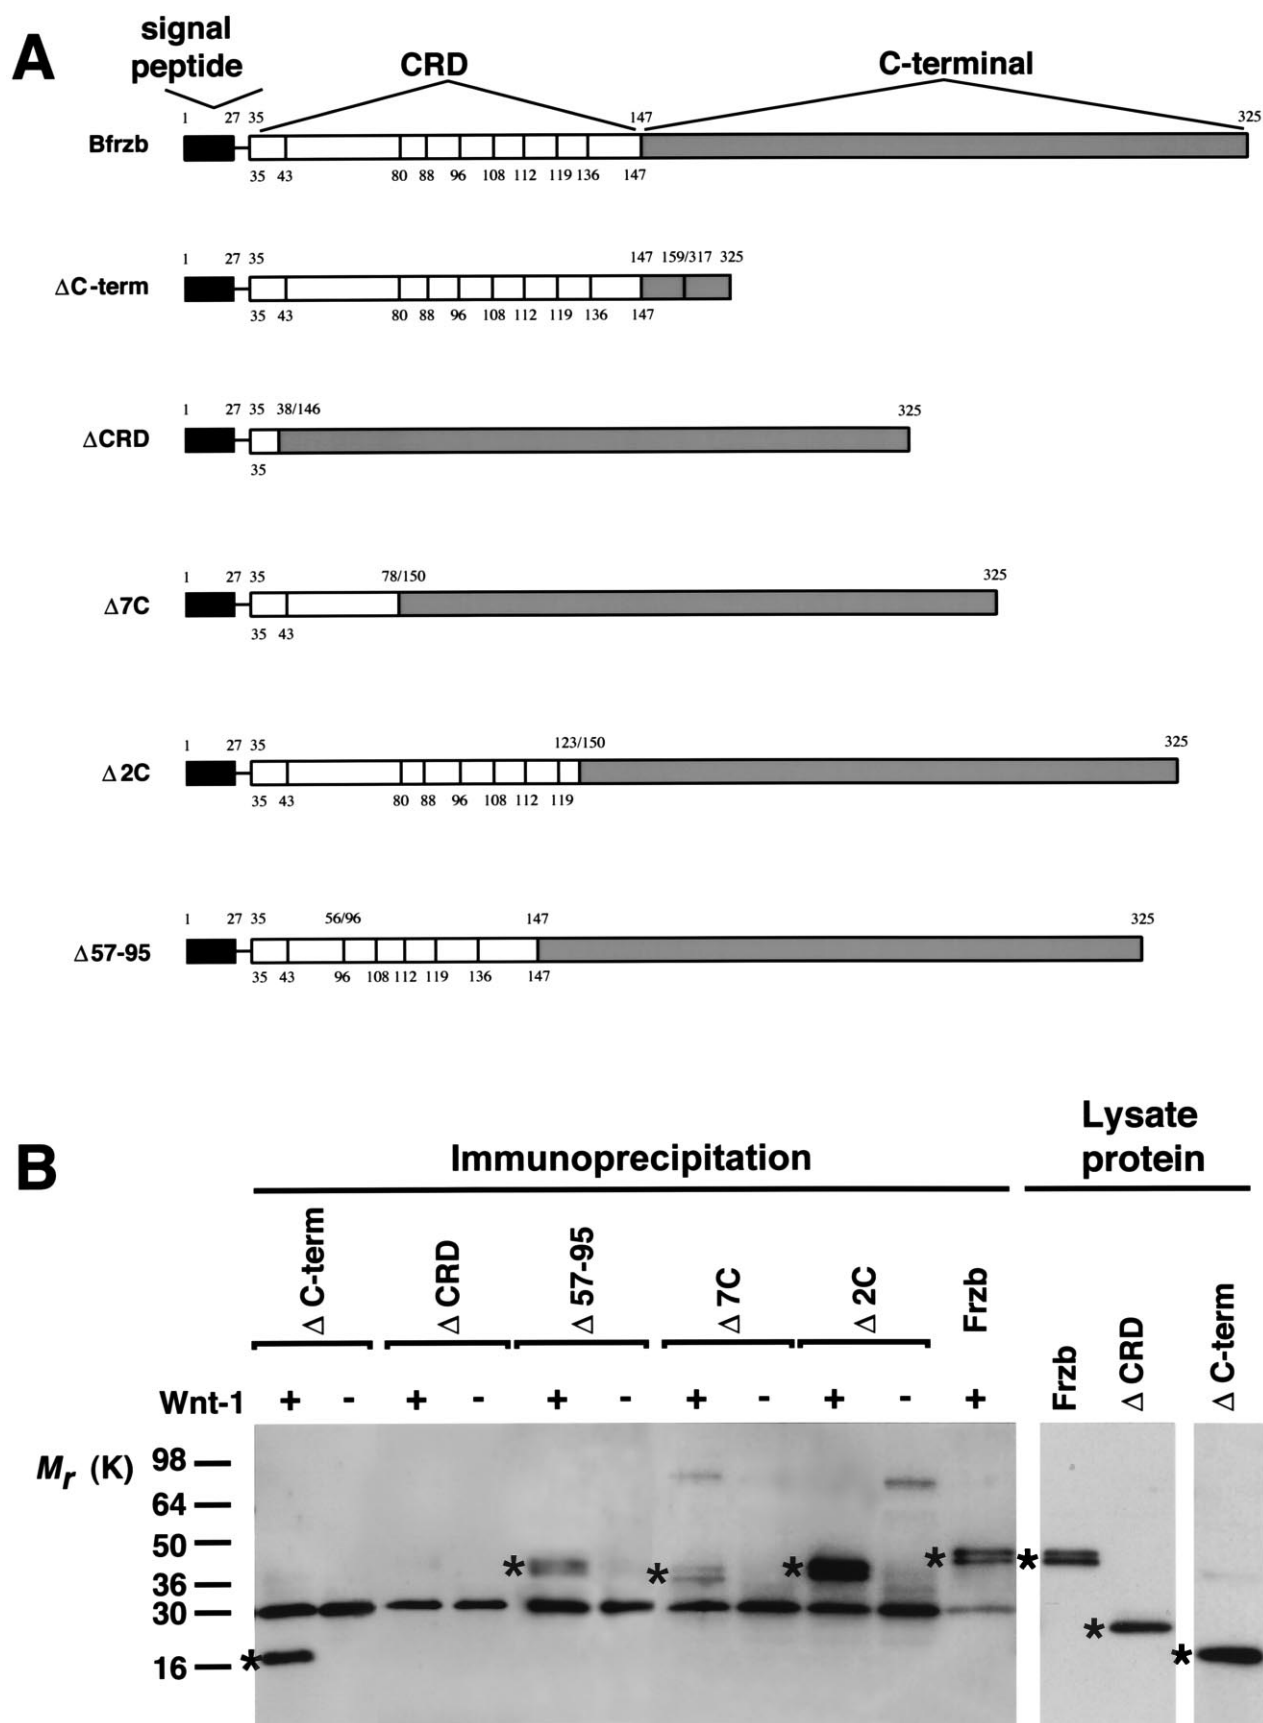 A
signal
peptide
CRD
C-terminal
1 27 35 147 325
Bfrzb
35 43 80 88 96 108 112 119 136 147
1 27 35 147 159/317 325
ΔC-term
35 43 80 88 96 108 112 119 136 147
1 27 35 38/146 325
ΔCRD
35
1 27 35 78/150 325
Δ7C
35 43
1 27 35 123/150 325
Δ2C
35 43 80 88 96 108 112 119
1 27 35 56/96 147 325
Δ57-95
35 43 96 108 112 119 136 147
B
Immunoprecipitation
Lysate
protein
Δ C-term
Δ CRD
Δ 57-95
Δ 7C
Δ 2C
Frzb
Frzb
Δ CRD
Δ C-term
Wnt-1 + - + - + - + - + - +
Mr (K)
98
64
50
36
30
16
* * * * * * * *